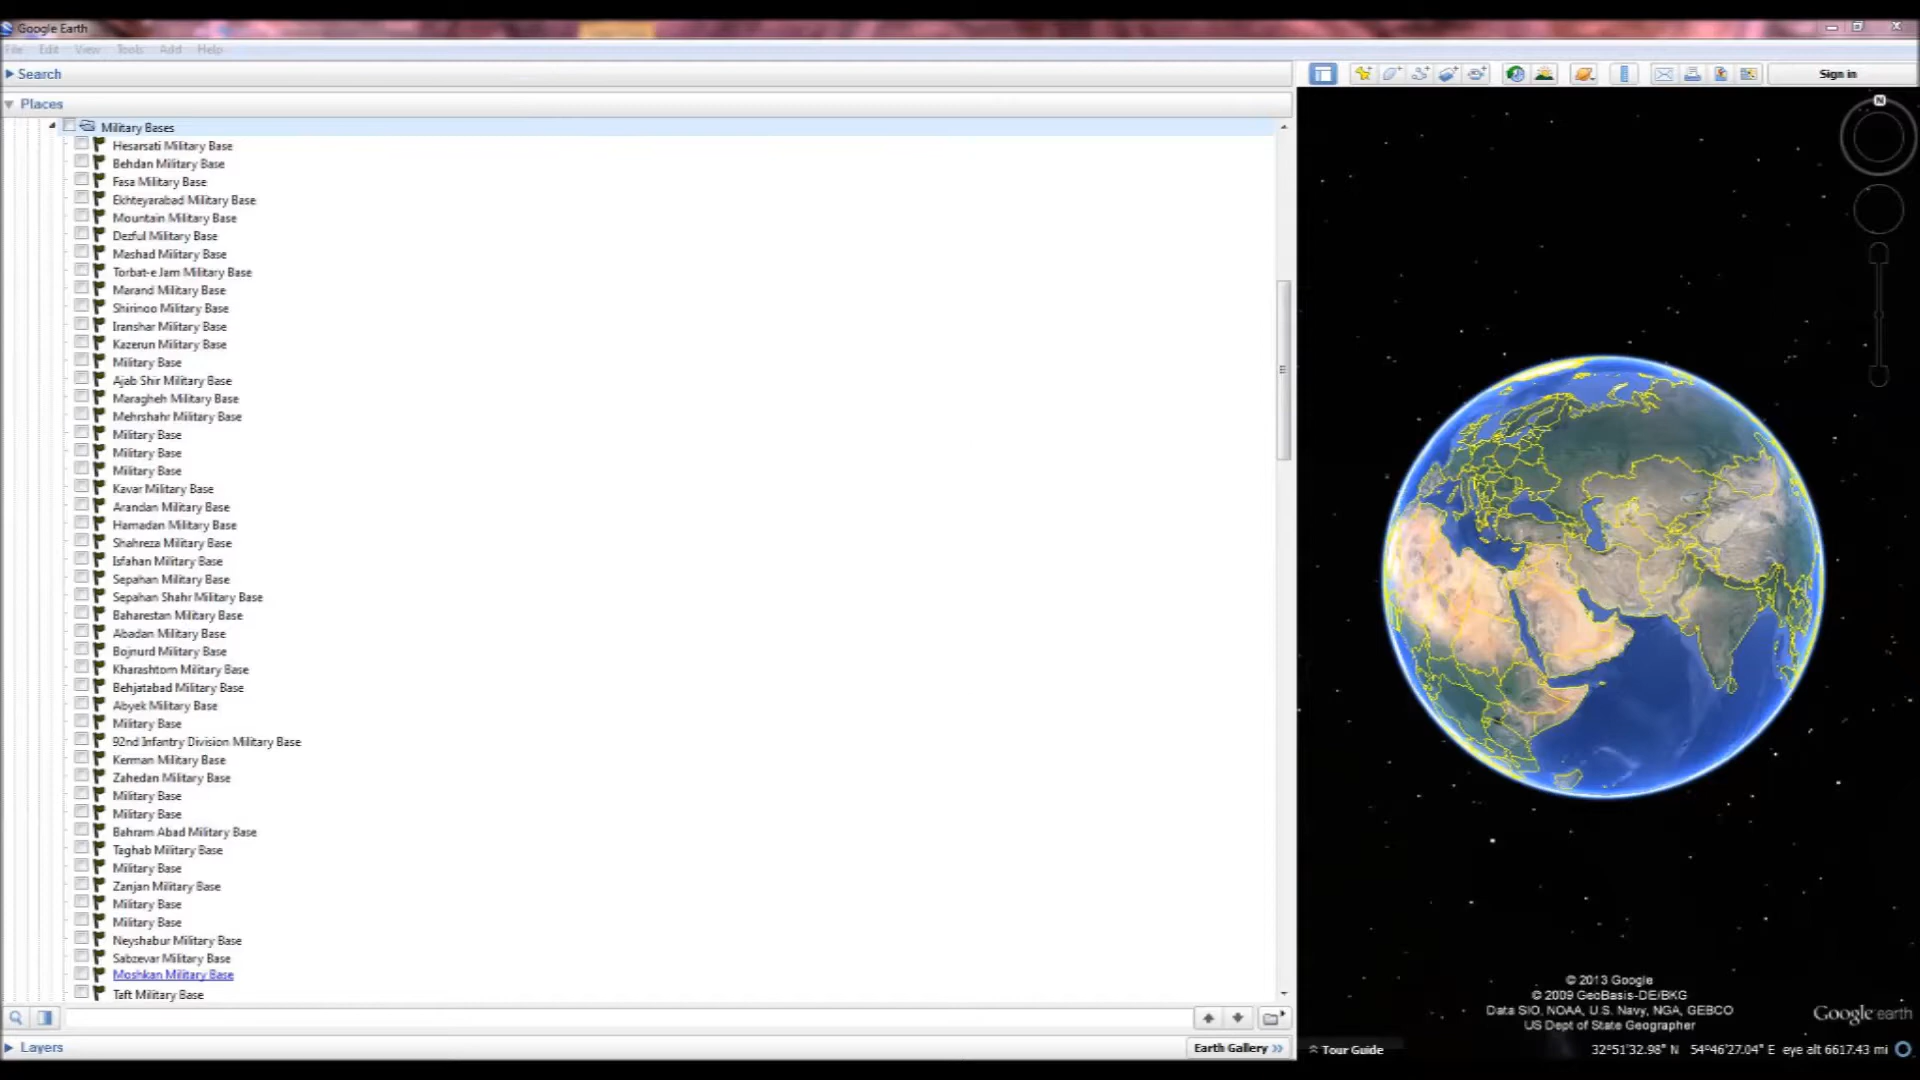 Google Earth
File Edit View Tools Add Help
Search
Sign in
Places
N
Military Bases
Hesarsati Military Base
Behdan Military Base
Fasa Military Base
Ekhteyarabad Military Base
Mountain Military Base
Dezful Military Base
Mashad Military Base
Torbat-e Jam Military Base
Marand Military Base
Shirinoo Military Base
Iranshar Military Base
Kazerun Military Base
Military Base
Ajab Shir Military Base
Maragheh Military Base
Mehrshahr Military Base
Military Base
Military Base
Military Base
Kavar Military Base
Arandan Military Base
Hamadan Military Base
Shahreza Military Base
Isfahan Military Base
Sepahan Military Base
Sepahan Shahr Military Base
Baharestan Military Base
Abadan Military Base
Bojnurd Military Base
Kharashtom Military Base
Behjatabad Military Base
Abyek Military Base
Military Base
92nd Infantry Division Military Base
Kerman Military Base
Zahedan Military Base
Military Base
Military Base
Bahram Abad Military Base
Taghab Military Base
Military Base
Zanjan Military Base
Military Base
Military Base
Neyshabur Military Base
Sabzevar Military Base
Moshkan Military Base
Taft Military Base
© 2013 Google
© 2009 GeoBasis-DE/BKG
Data SIO, NOAA, U.S. Navy, NGA, GEBCO
US Dept of State Geographer
Google earth
Layers
Earth Gallery »
Tour Guide
32°51'32.98" N 54°46'27.04" E eye alt 6617.43 mi